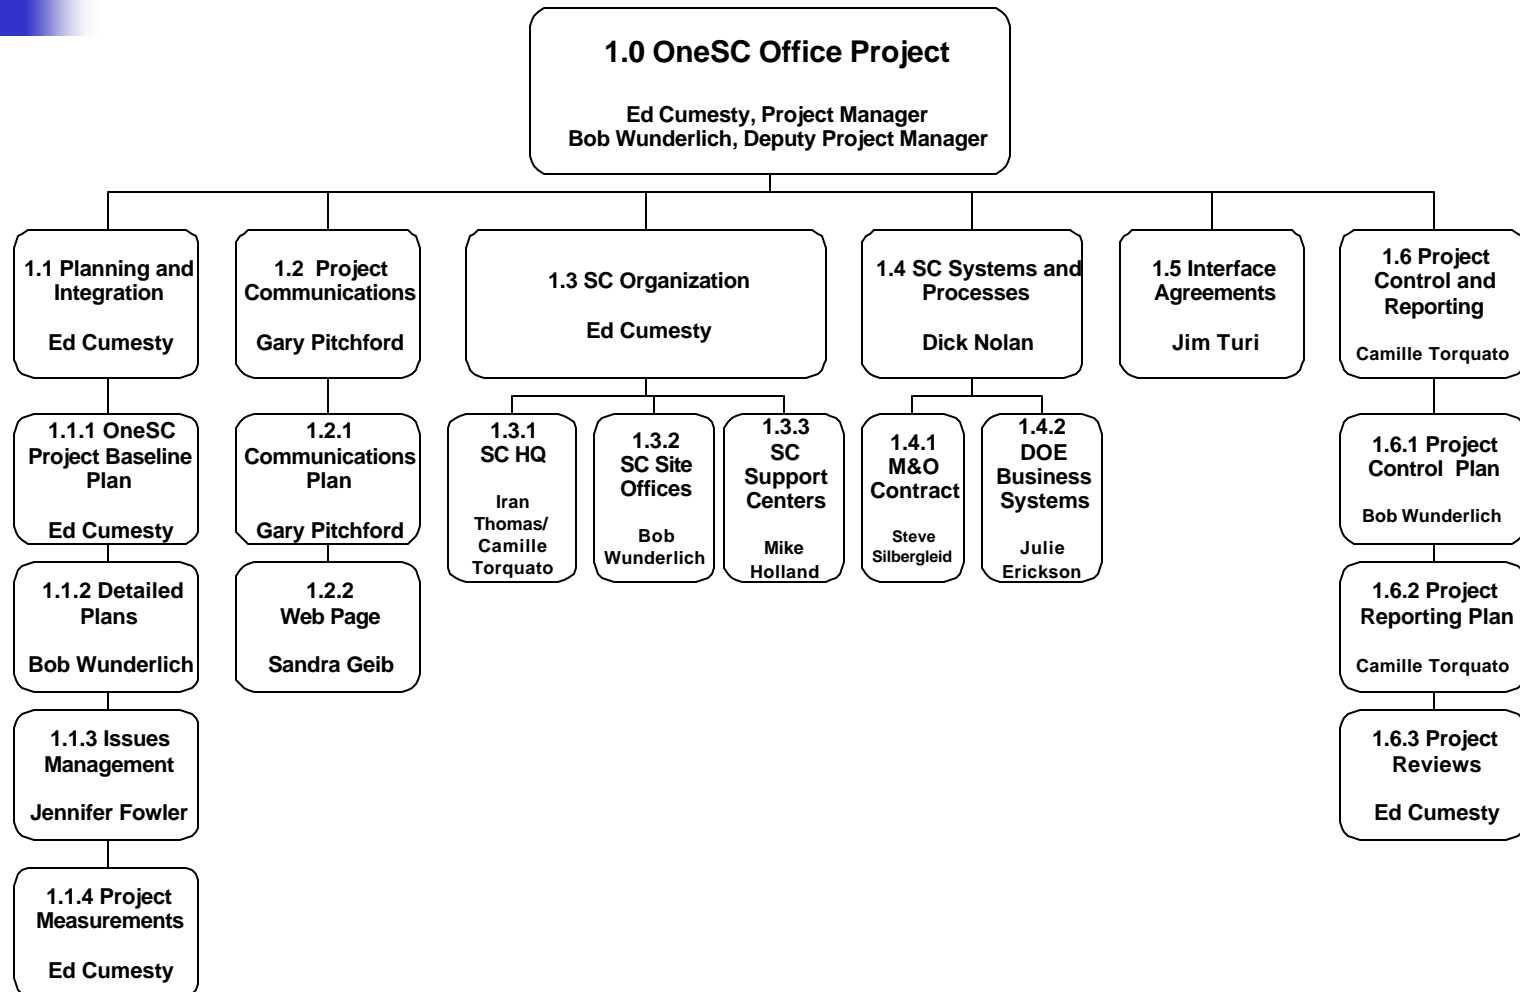 1.0 OneSC Office Project
Ed Cumesty, Project Manager
Bob Wunderlich, Deputy Project Manager
1.1 Planning and
Integration
Ed Cumesty
1.2 Project
Communications
Gary Pitchford
1.3 SC Organization
Ed Cumesty
1.4 SC Systems and
Processes
Dick Nolan
1.5 Interface
Agreements
Jim Turi
1.6 Project
Control and
Reporting
Camille Torquato
1.1.1 OneSC
Project Baseline
Plan
Ed Cumesty
1.1.2 Detailed
Plans
Bob Wunderlich
1.1.3 Issues
Management
Jennifer Fowler
1.1.4 Project
Measurements
Ed Cumesty
1.2.1
Communications
Plan
Gary Pitchford
1.2.2
Web Page
Sandra Geib
1.3.1
SC HQ
Iran
Thomas/
Camille
Torquato
1.3.2
SC Site
Offices
Bob
Wunderlich
1.3.3
SC
Support
Centers
Mike
Holland
1.4.1
M&O
Contract
Steve
Silbergleid
1.4.2
DOE
Business
Systems
Julie
Erickson
1.6.1 Project
Control Plan
Bob Wunderlich
1.6.2 Project
Reporting Plan
Camille Torquato
1.6.3 Project
Reviews
Ed Cumesty